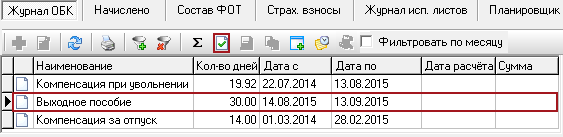 Журнал ОБК Начислено Состав ФОТ Страх. взносы Журнал исп. листов Планировщик
Σ Фильтровать по месяцу
Наименование Кол-во дней Дата с Дата по Дата расчёта Сумма
Компенсация при увольнении 19.92 22.07.2014 13.08.2015
Выходное пособие 30.00 14.08.2015 13.09.2015
Компенсация за отпуск 14.00 01.03.2014 28.02.2015